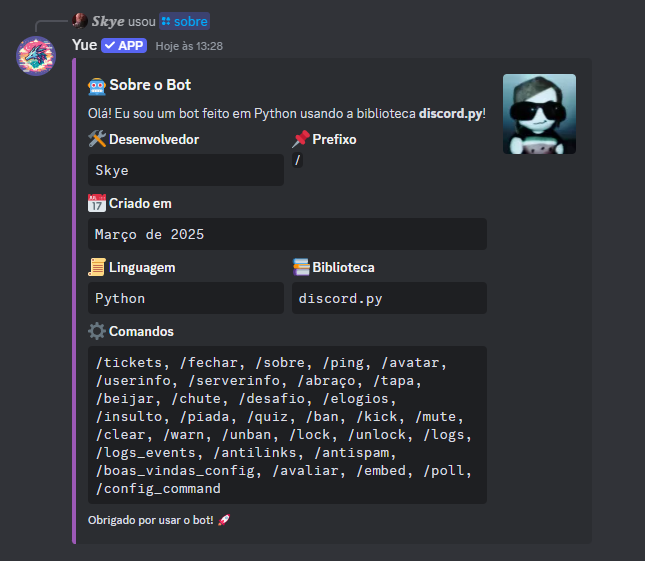 Skye usou sobre
Yue APP Hoje às 13:28
Sobre o Bot
Olá! Eu sou um bot feito em Python usando a biblioteca discord.py!
Desenvolvedor
Skye
Prefixo
/
Criado em
Março de 2025
Linguagem
Python
Biblioteca
discord.py
Comandos
/tickets, /fechar, /sobre, /ping, /avatar,
/userinfo, /serverinfo, /abraço, /tapa,
/beijar, /chute, /desafio, /elogios,
/insulto, /piada, /quiz, /ban, /kick, /mute,
/clear, /warn, /unban, /lock, /unlock, /logs,
/logs_events, /antilinks, /antispam,
/boas_vindas_config, /avaliar, /embed, /poll,
/config_command
Obrigado por usar o bot! 🚀